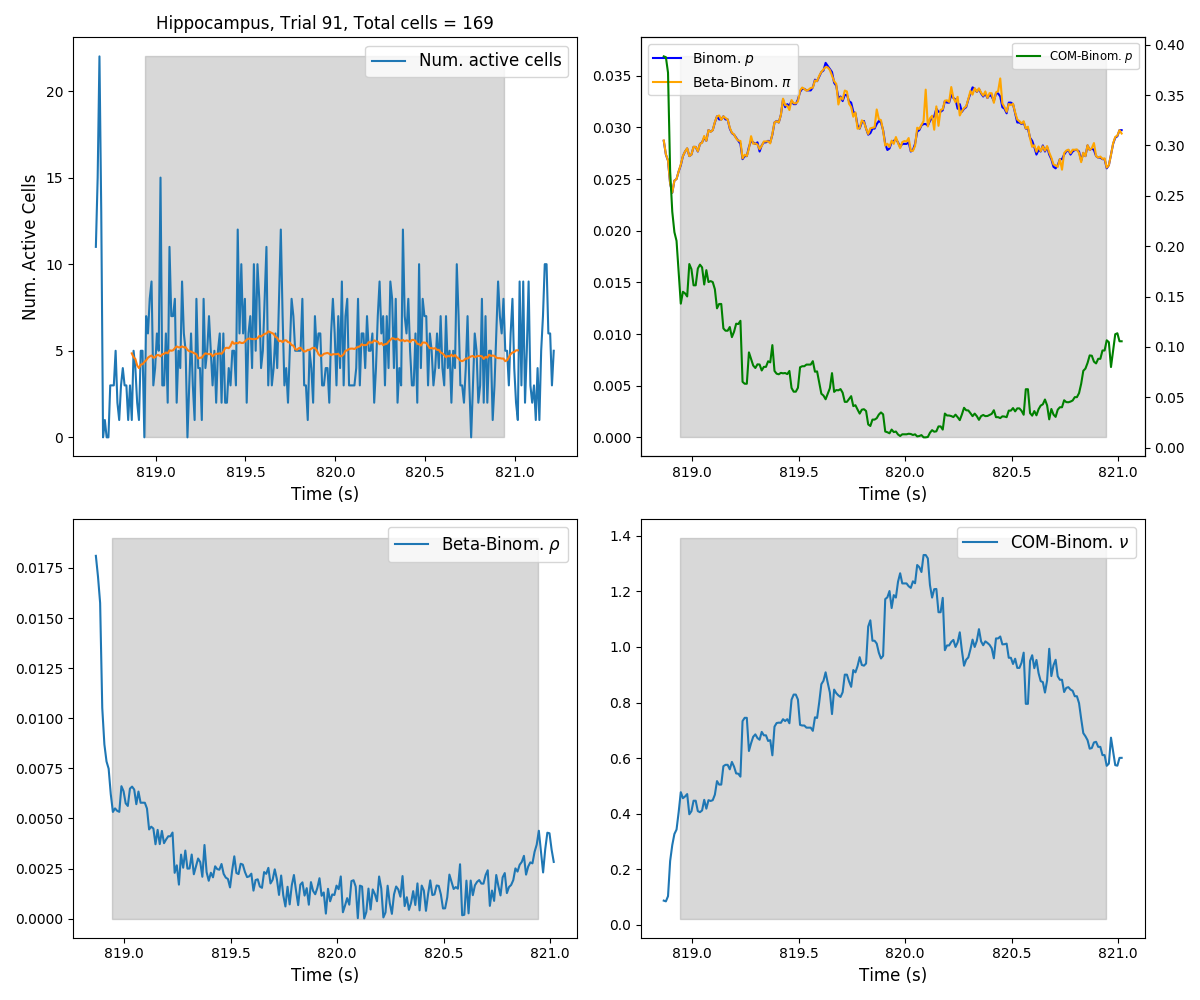 Hippocampus, Trial 91, Total cells = 169
Num. active cells
Num. Active Cells
20
15
10
5
0
819.0 819.5 820.0 820.5 821.0
Time (s)
Binom. p
Beta-Binom. π
COM-Binom. p
0.035
0.030
0.025
0.020
0.015
0.010
0.005
0.000
0.40
0.35
0.30
0.25
0.20
0.15
0.10
0.05
0.00
819.0 819.5 820.0 820.5 821.0
Time (s)
Beta-Binom. ρ
0.0175
0.0150
0.0125
0.0100
0.0075
0.0050
0.0025
0.0000
819.0 819.5 820.0 820.5 821.0
Time (s)
COM-Binom. ν
1.4
1.2
1.0
0.8
0.6
0.4
0.2
0.0
819.0 819.5 820.0 820.5 821.0
Time (s)